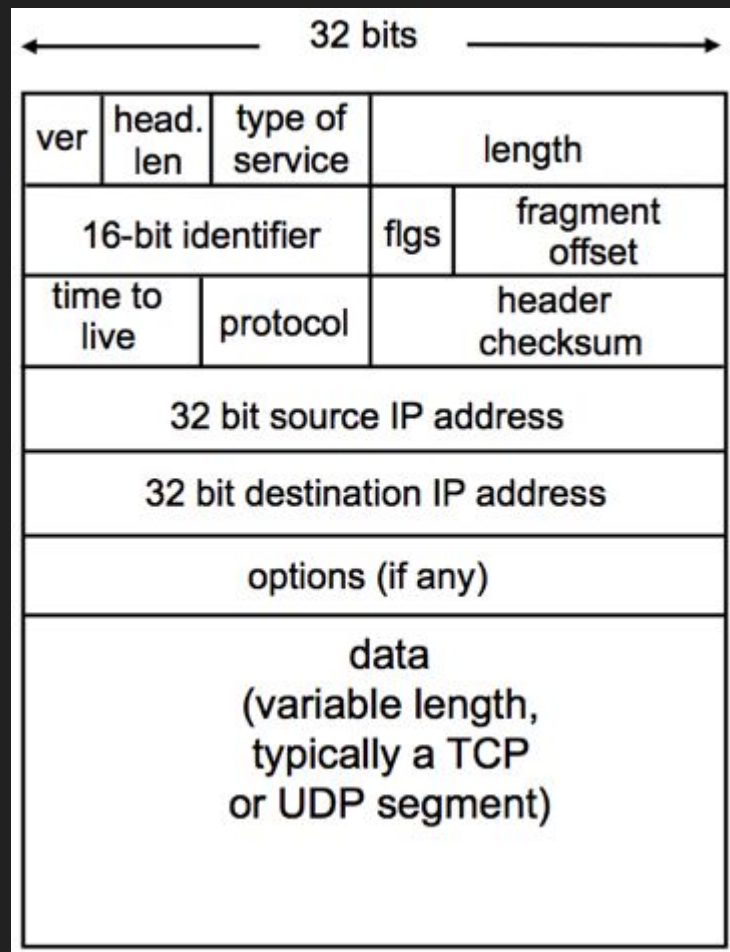 32 bits
ver
head.
len
type of
service
length
16-bit identifier
flgs
fragment
offset
time to
live
protocol
header
checksum
32 bit source IP address
32 bit destination IP address
options (if any)
data
(variable length,
typically a TCP
or UDP segment)